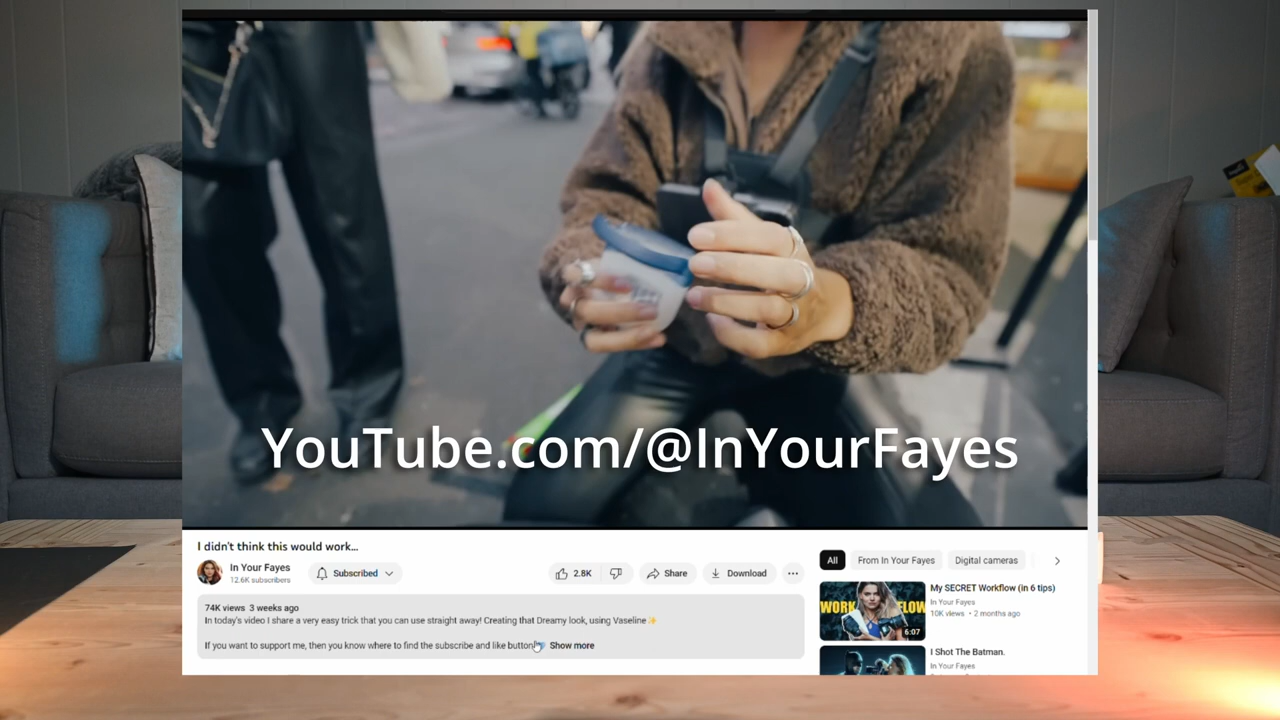 YouTube.com/@InYourFayes
I didn't think this would work...
In Your Fayes
12.6K subscribers
Subscribed
2.8K
Share
Download
...
74K views 3 weeks ago
In today's video I share a very easy trick that you can use straight away! Creating that Dreamy look, using Vaseline✨
If you want to support me, then you know where to find the subscribe and like button
Show more
All
From In Your Fayes
Digital cameras
WORK FLOW
6:07
My SECRET Workflow (in 6 tips)
In Your Fayes
10K views • 2 months ago
I Shot The Batman.
In Your Fayes